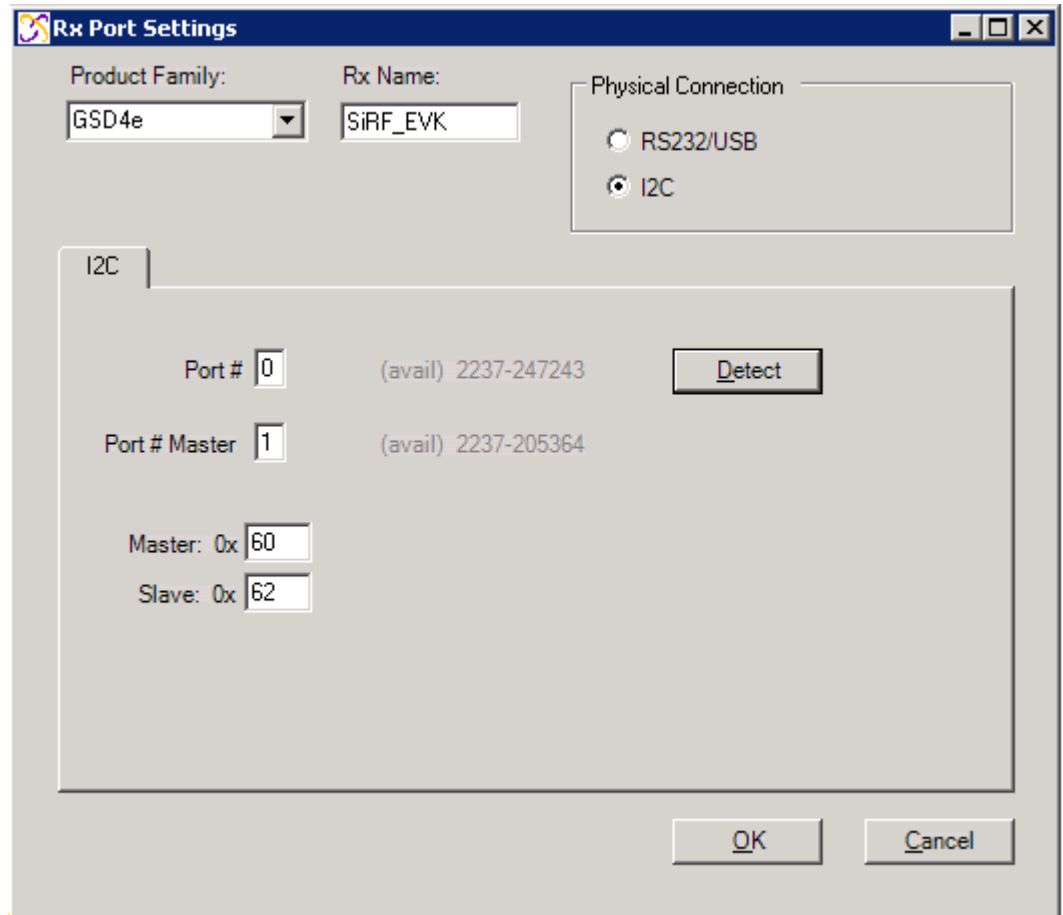 Rx Port Settings
Product Family: Rx Name: Physical Connection
GSD4e SiRF_EVK
RS232/USB
I2C
I2C
Port # 0 (avail) 2237-247243 Detect
Port # Master 1 (avail) 2237-205364
Master: 0x 60
Slave: 0x 62
OK Cancel